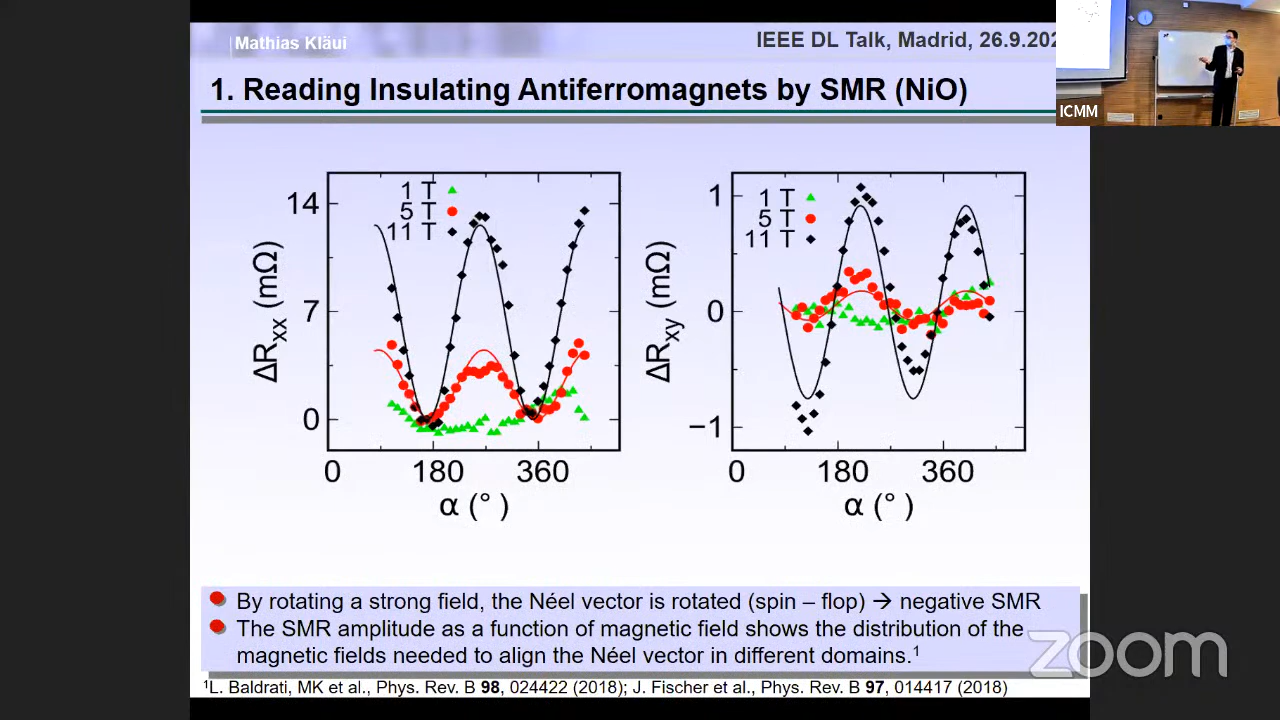 Mathias Kläui
IEEE DL Talk, Madrid, 26.9.202
1. Reading Insulating Antiferromagnets by SMR (NiO)
ICMM
1 T
5 T
11 T
14
7
0
ΔRxx (mΩ)
0 180 360
α (° )
1 T
5 T
11 T
1
0
−1
ΔRxy (mΩ)
0 180 360
α (° )
By rotating a strong field, the Néel vector is rotated (spin – flop) → negative SMR
The SMR amplitude as a function of magnetic field shows the distribution of the
magnetic fields needed to align the Néel vector in different domains.¹
¹L. Baldrati, MK et al., Phys. Rev. B 98, 024422 (2018); J. Fischer et al., Phys. Rev. B 97, 014417 (2018)
zoom